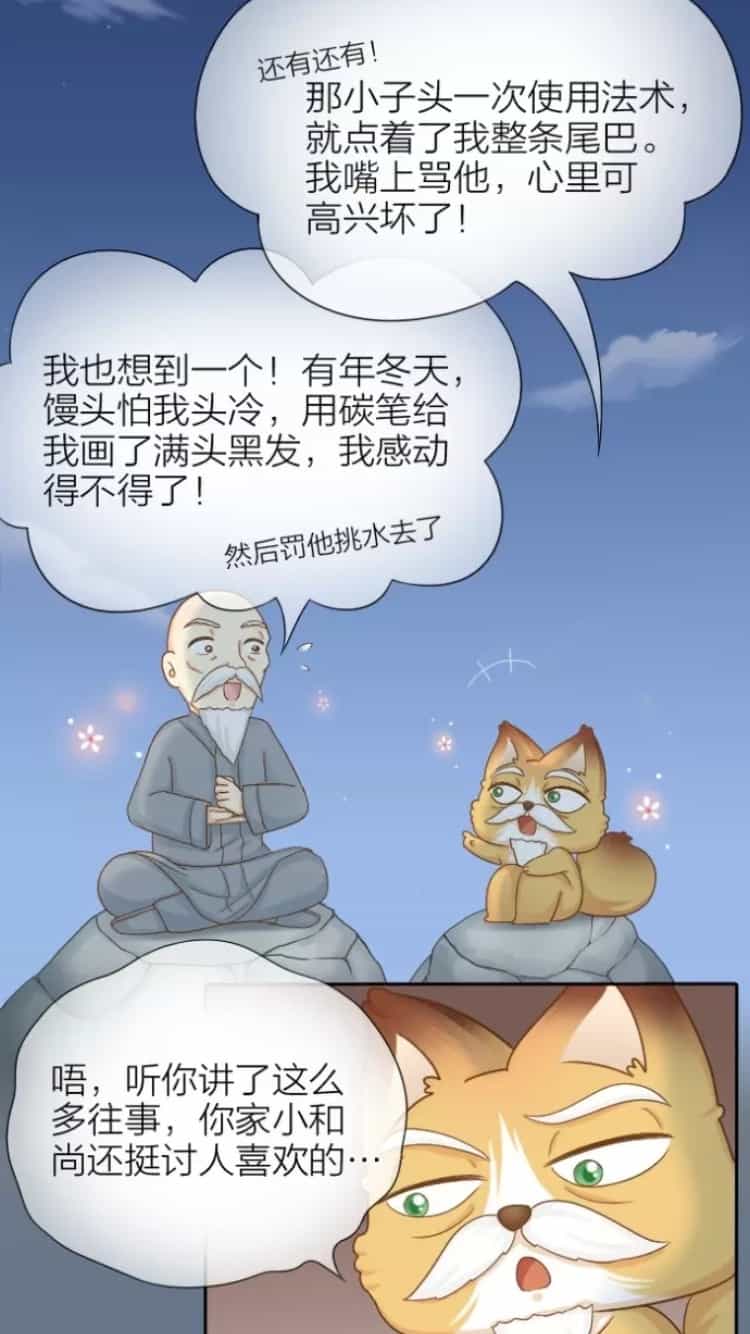 还有还有！
那小子头一次使用法术，
就点着了我整条尾巴。
我嘴上骂他，心里可
高兴坏了！
我也想到一个！有年冬天，
馒头怕我头冷，用碳笔给
我画了满头黑发，我感动
得不得了！
然后罚他挑水去了
唔，听你讲了这么
多往事，你家小和
尚还挺讨人喜欢的…